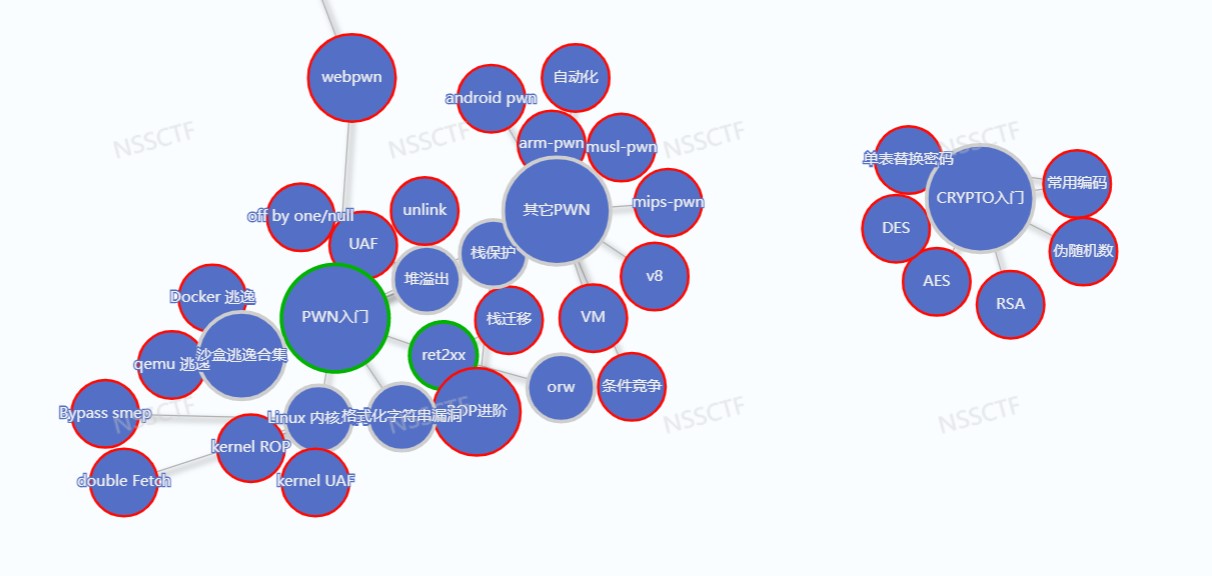 webpwn
自动化
android pwn
arm-pwn
musl-pwn
NSSCTF
NSSCTF
NSSCTF
NSSCTF
单表替换密码
CRYPTO入门
常用编码
off by one/null
unlink
其它PWN
mips-pwn
DES
UAF
栈保护
伪随机数
堆溢出
v8
AES
Docker 逃逸
RSA
PWN入门
栈迁移
VM
qemu 逃逸
沙盒逃逸合集
ret2xx
orw
条件竞争
Bypass smep
Linux 内核
格式化字符串漏洞
ROP进阶
NSSCTF
NSSCTF
NSSCTF
NSSCTF
kernel ROP
double Fetch
kernel UAF